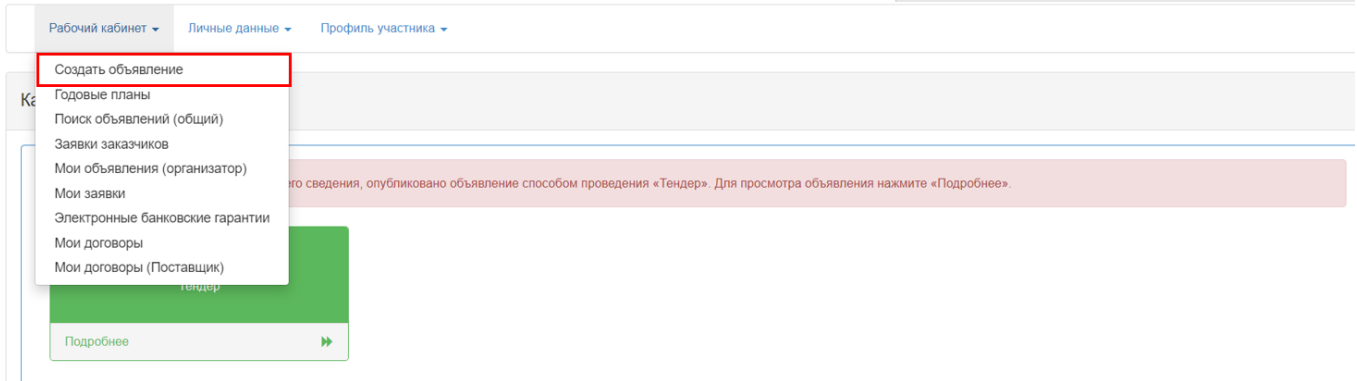 Рабочий кабинет Личные данные Профиль участника
Создать объявление
Годовые планы
Поиск объявлений (общий)
Заявки заказчиков
Мои объявления (организатор)
Мои заявки
Электронные банковские гарантии
Мои договоры
Мои договоры (Поставщик)
сведения, опубликовано объявление способом проведения «Тендер». Для просмотра объявления нажмите «Подробнее».
Тендер
Подробнее